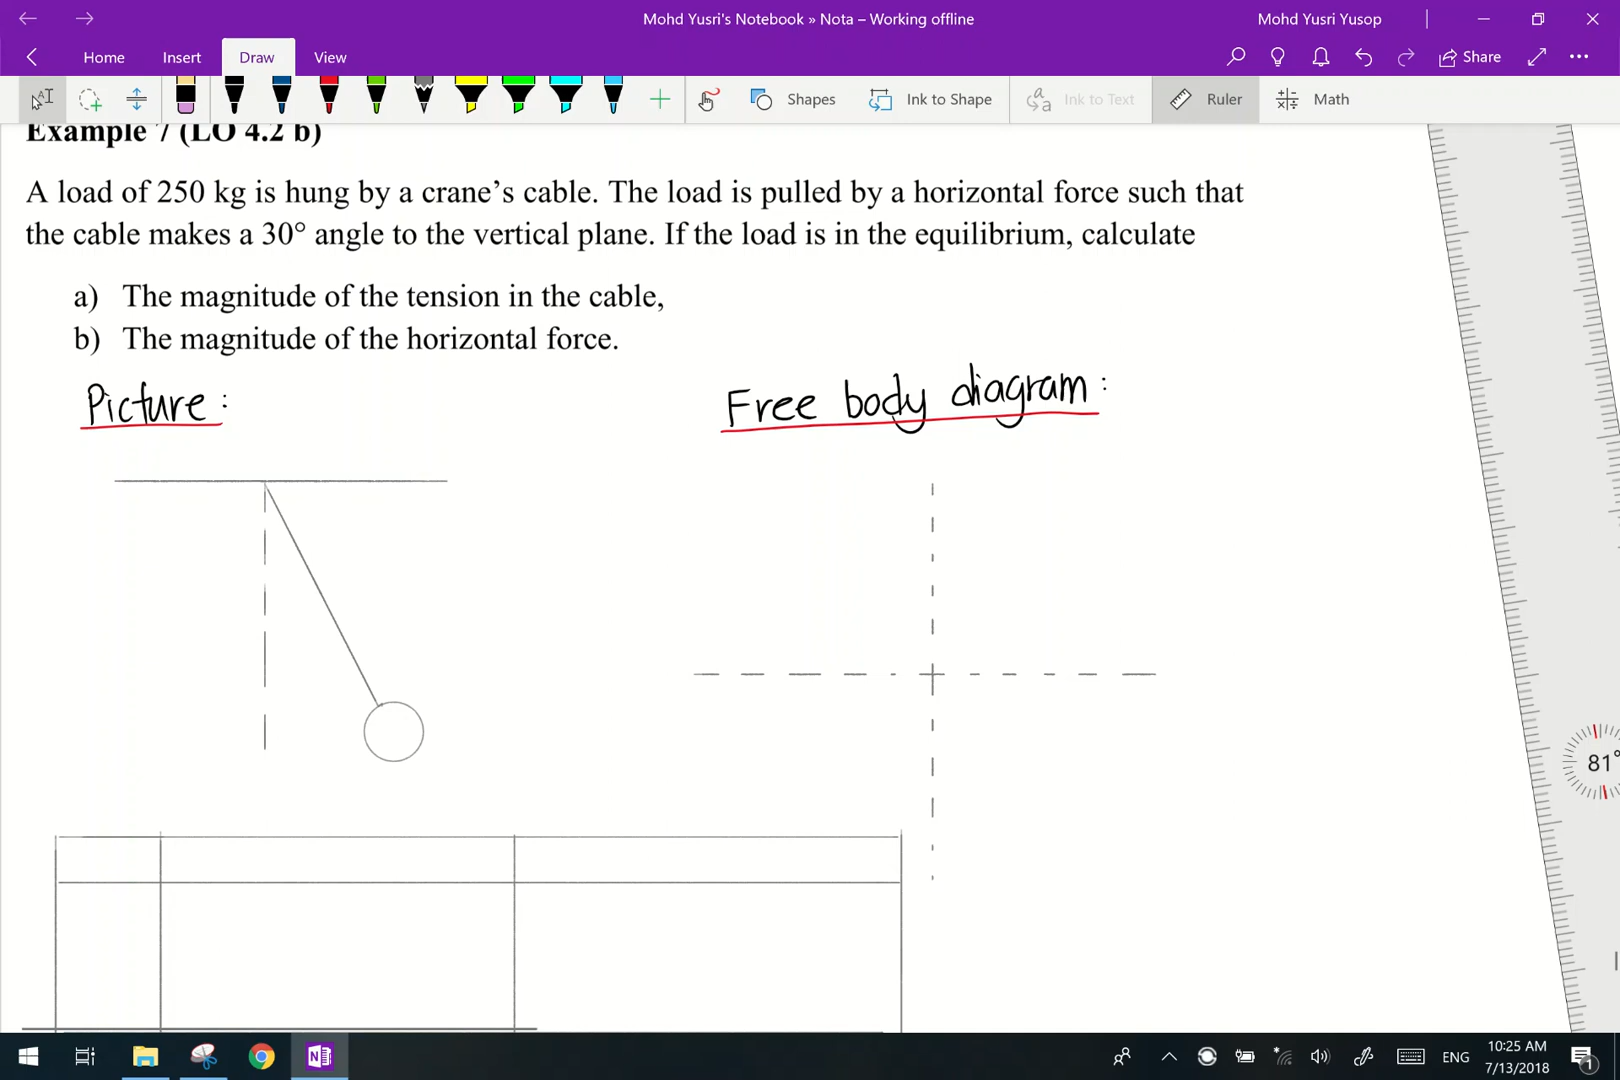 Mohd Yusri's Notebook » Nota – Working offline
Mohd Yusri Yusop
Home Insert Draw View
Share
Shapes Ink to Shape Ink to Text Ruler Math
Example 7 (LO 4.2 b)
A load of 250 kg is hung by a crane’s cable. The load is pulled by a horizontal force such that
the cable makes a 30° angle to the vertical plane. If the load is in the equilibrium, calculate
a) The magnitude of the tension in the cable,
b) The magnitude of the horizontal force.
Picture :
Free body diagram :
81°
ENG
10:25 AM
7/13/2018
1